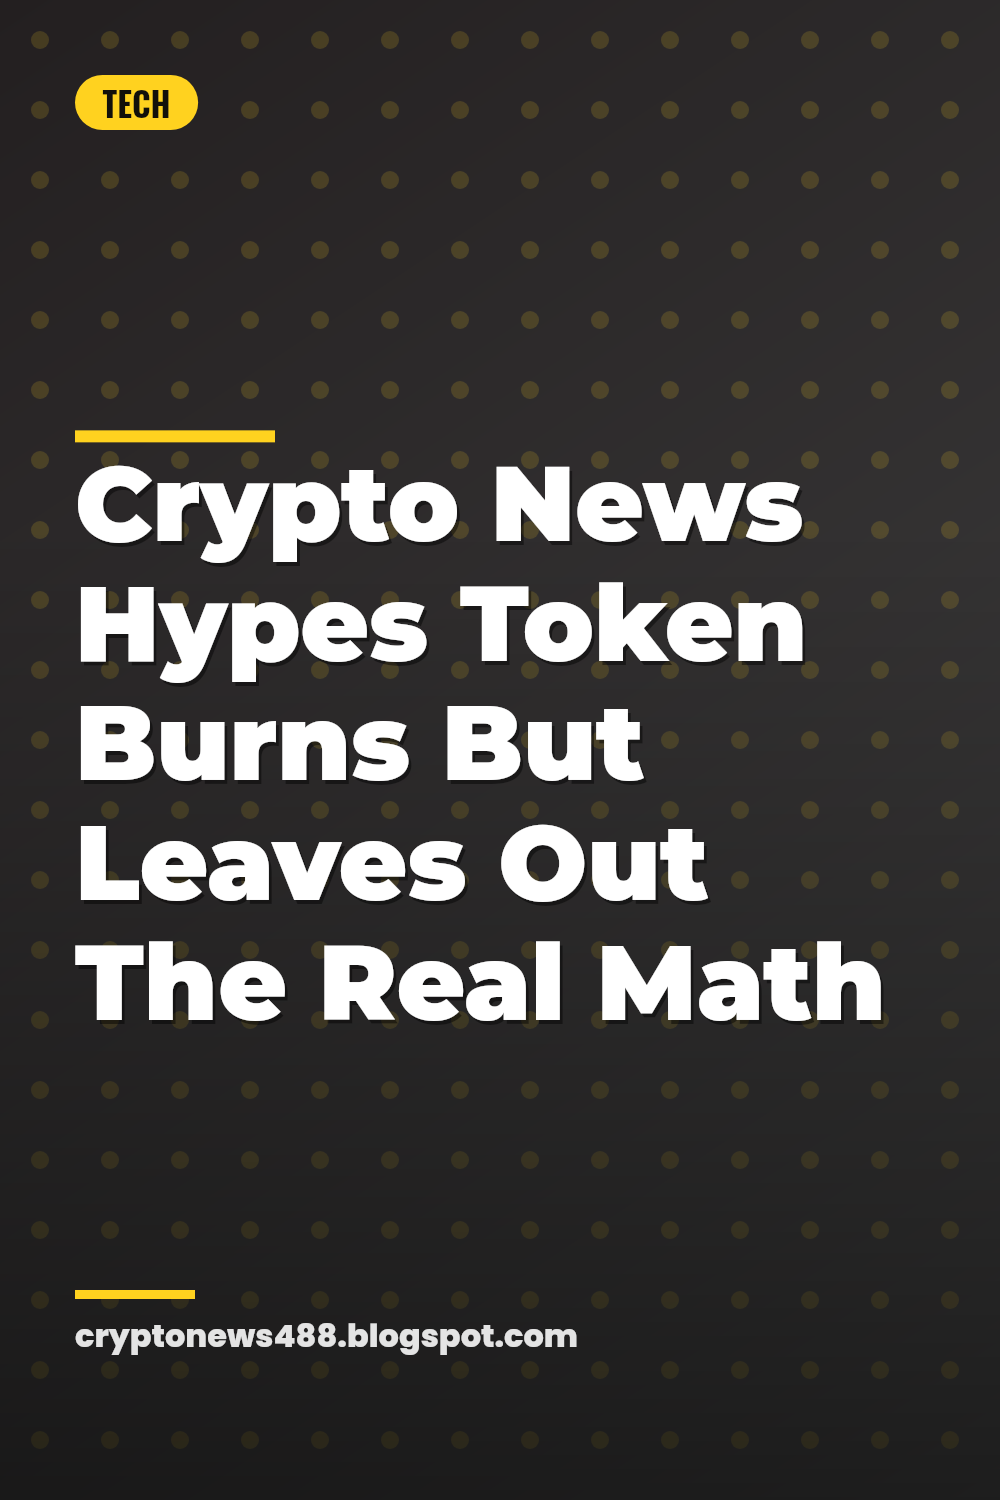 TECH
Crypto News
Hypes Token
Burns But
Leaves Out
The Real Math
cryptonews488.blogspot.com